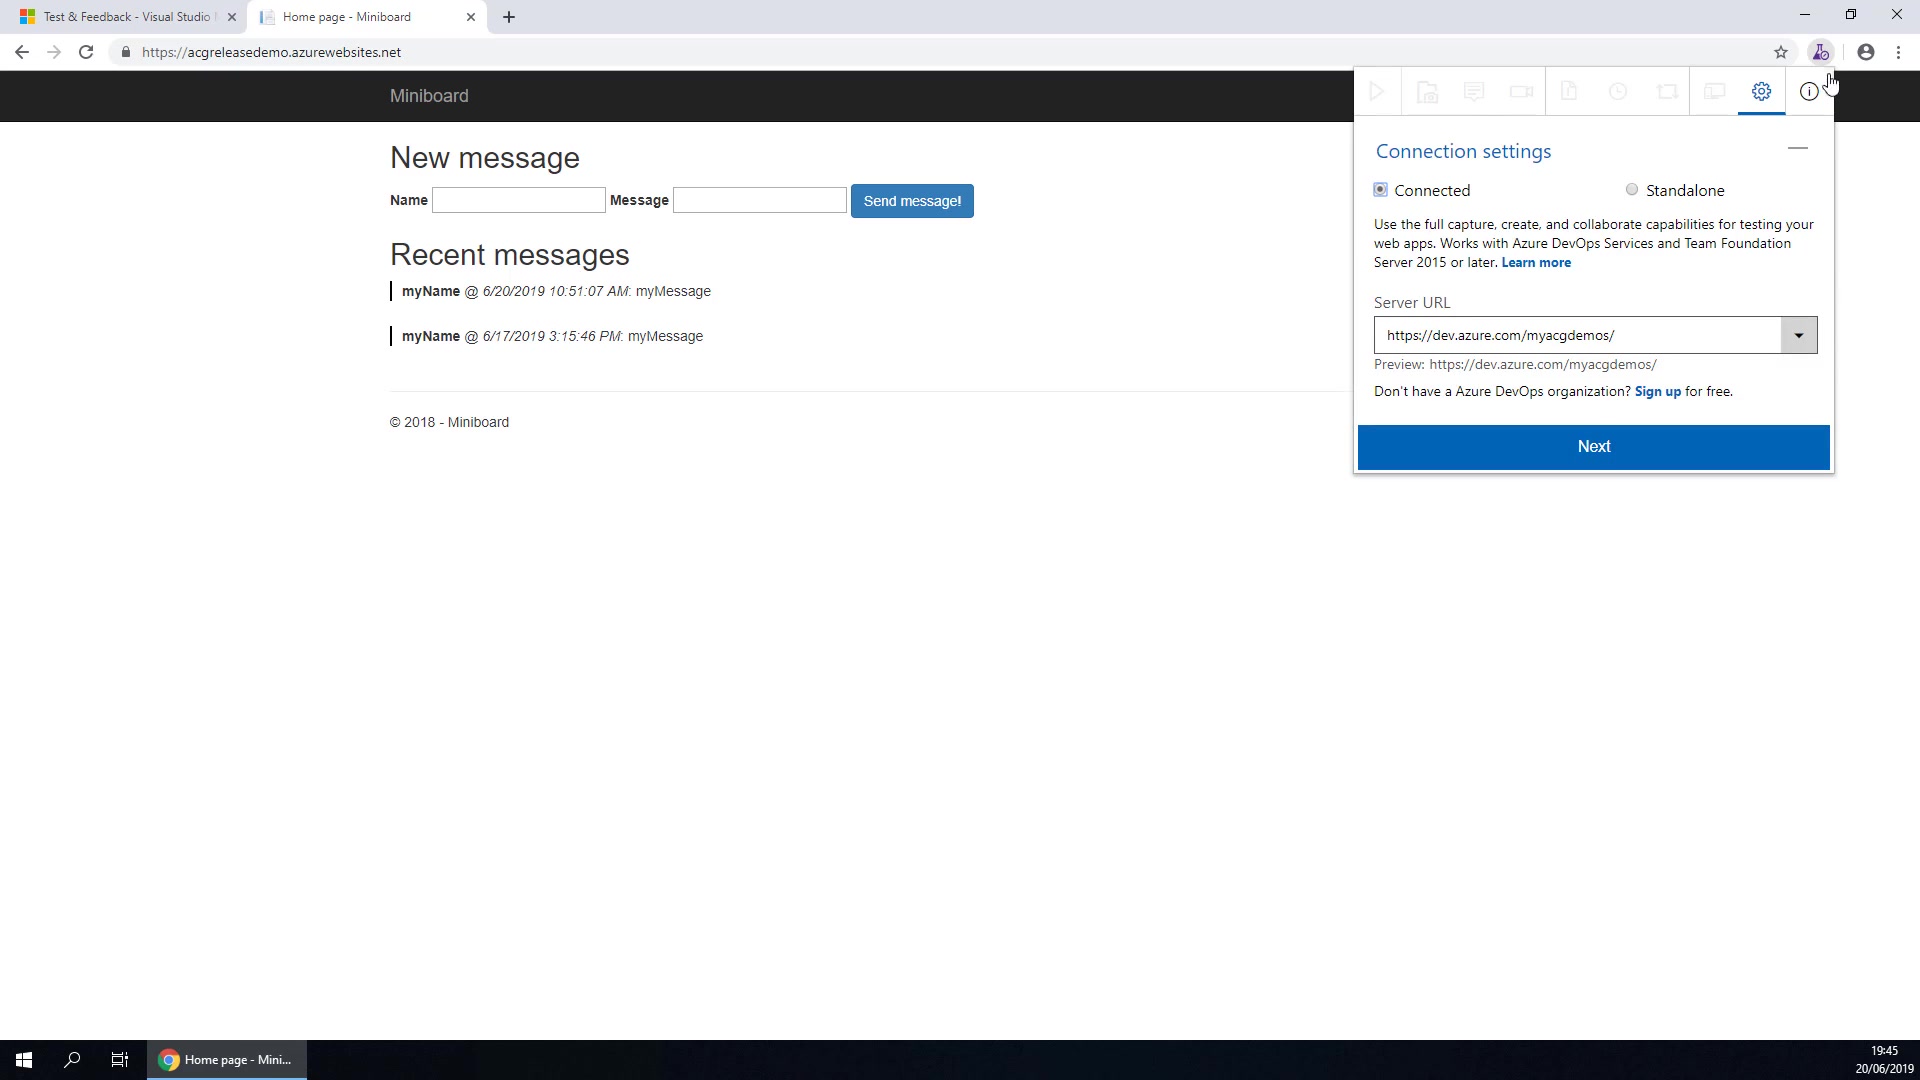 Test & Feedback - Visual Studio
Home page - Miniboard
https://acgreleasedemo.azurewebsites.net
Miniboard
New message
Name
Message
Send message!
Recent messages
myName @ 6/20/2019 10:51:07 AM: myMessage
myName @ 6/17/2019 3:15:46 PM: myMessage
© 2018 - Miniboard
Connection settings
Connected
Standalone
Use the full capture, create, and collaborate capabilities for testing your
web apps. Works with Azure DevOps Services and Team Foundation
Server 2015 or later. Learn more
Server URL
https://dev.azure.com/myacgdemos/
Preview: https://dev.azure.com/myacgdemos/
Don't have a Azure DevOps organization? Sign up for free.
Next
Home page - Mini...
19:45
20/06/2019